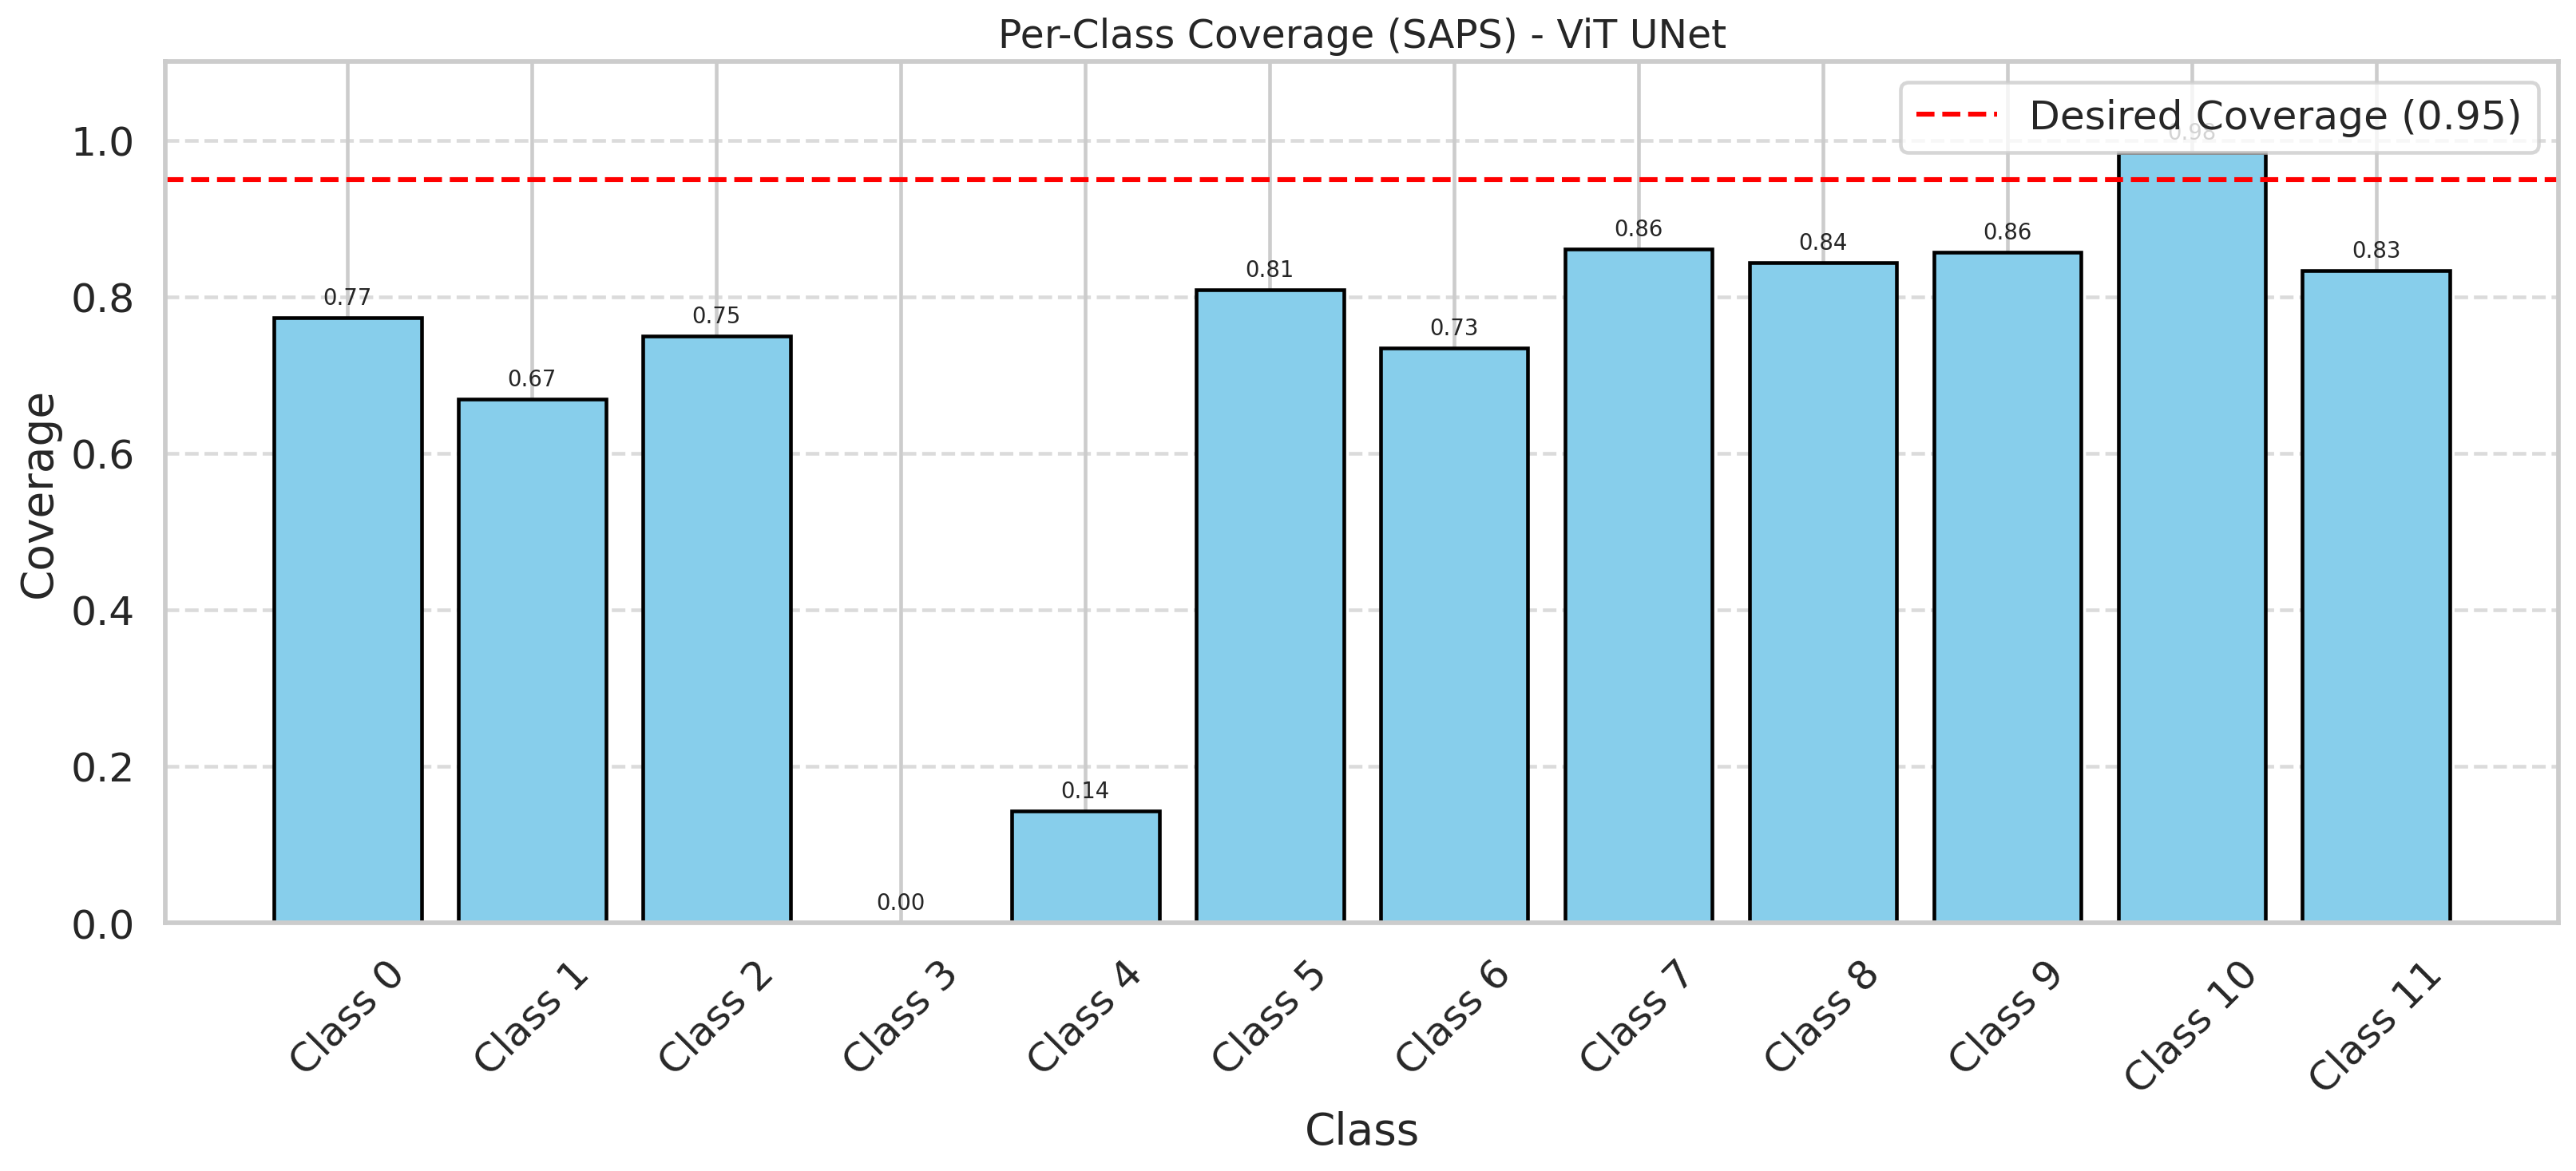 Per-Class Coverage (SAPS) - ViT UNet
Desired Coverage (0.95)
1.0
0.8
0.6
0.4
0.2
0.0
Coverage
0.77
0.67
0.75
0.00
0.14
0.81
0.73
0.86
0.84
0.86
0.98
0.83
Class 0
Class 1
Class 2
Class 3
Class 4
Class 5
Class 6
Class 7
Class 8
Class 9
Class 10
Class 11
Class